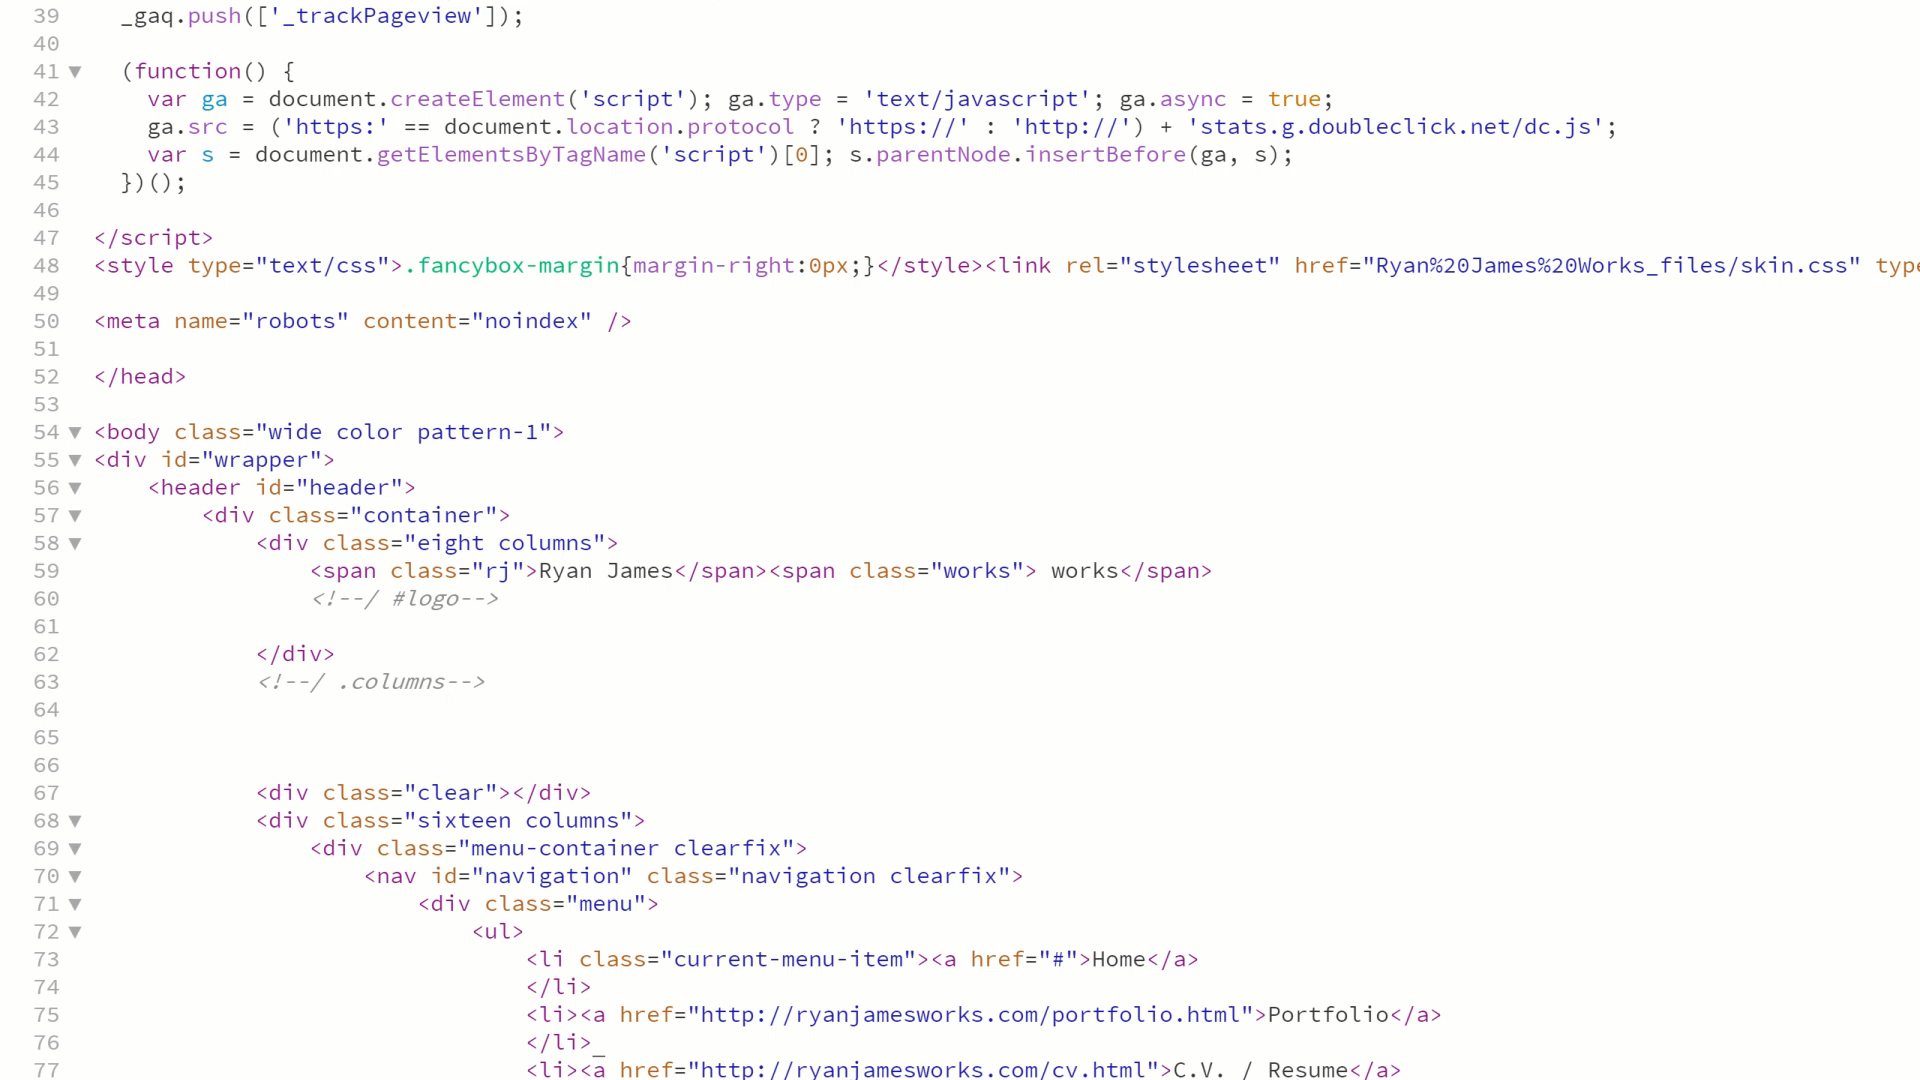 39 _gaq.push(['_trackPageview']);
40
41 ▼ (function() {
42 var ga = document.createElement('script'); ga.type = 'text/javascript'; ga.async = true;
43 ga.src = ('https:' == document.location.protocol ? 'https://' : 'http://') + 'stats.g.doubleclick.net/dc.js';
44 var s = document.getElementsByTagName('script')[0]; s.parentNode.insertBefore(ga, s);
45 })();
46
47 </script>
48 <style type="text/css">.fancybox-margin{margin-right:0px;}</style><link rel="stylesheet" href="Ryan%20James%20Works_files/skin.css" type
49
50 <meta name="robots" content="noindex" />
51
52 </head>
53
54 ▼ <body class="wide color pattern-1">
55 ▼ <div id="wrapper">
56 ▼ <header id="header">
57 ▼ <div class="container">
58 ▼ <div class="eight columns">
59 <span class="rj">Ryan James</span><span class="works"> works</span>
60 <!--/ #logo-->
61
62 </div>
63 <!--/ .columns-->
64
65
66
67 <div class="clear"></div>
68 ▼ <div class="sixteen columns">
69 ▼ <div class="menu-container clearfix">
70 ▼ <nav id="navigation" class="navigation clearfix">
71 ▼ <div class="menu">
72 ▼ <ul>
73 <li class="current-menu-item"><a href="#">Home</a>
74 </li>
75 <li><a href="http://ryanjamesworks.com/portfolio.html">Portfolio</a>
76 </li>_
77 <li><a href="http://ryanjamesworks.com/cv.html">C.V. / Resume</a>